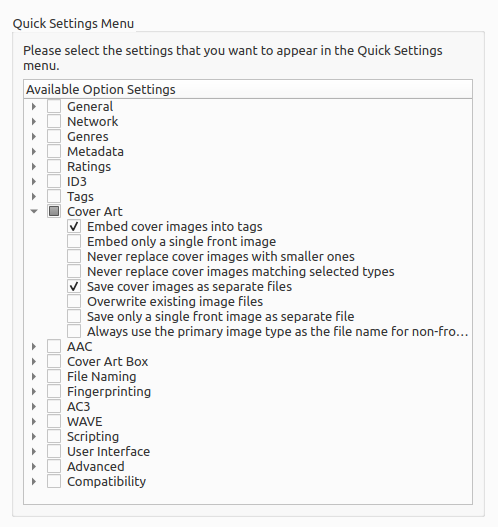 Quick Settings Menu
Please select the settings that you want to appear in the Quick Settings
menu.
Available Option Settings
General
Network
Genres
Metadata
Ratings
ID3
Tags
Cover Art
Embed cover images into tags
Embed only a single front image
Never replace cover images with smaller ones
Never replace cover images matching selected types
Save cover images as separate files
Overwrite existing image files
Save only a single front image as separate file
Always use the primary image type as the file name for non-fro...
AAC
Cover Art Box
File Naming
Fingerprinting
AC3
WAVE
Scripting
User Interface
Advanced
Compatibility